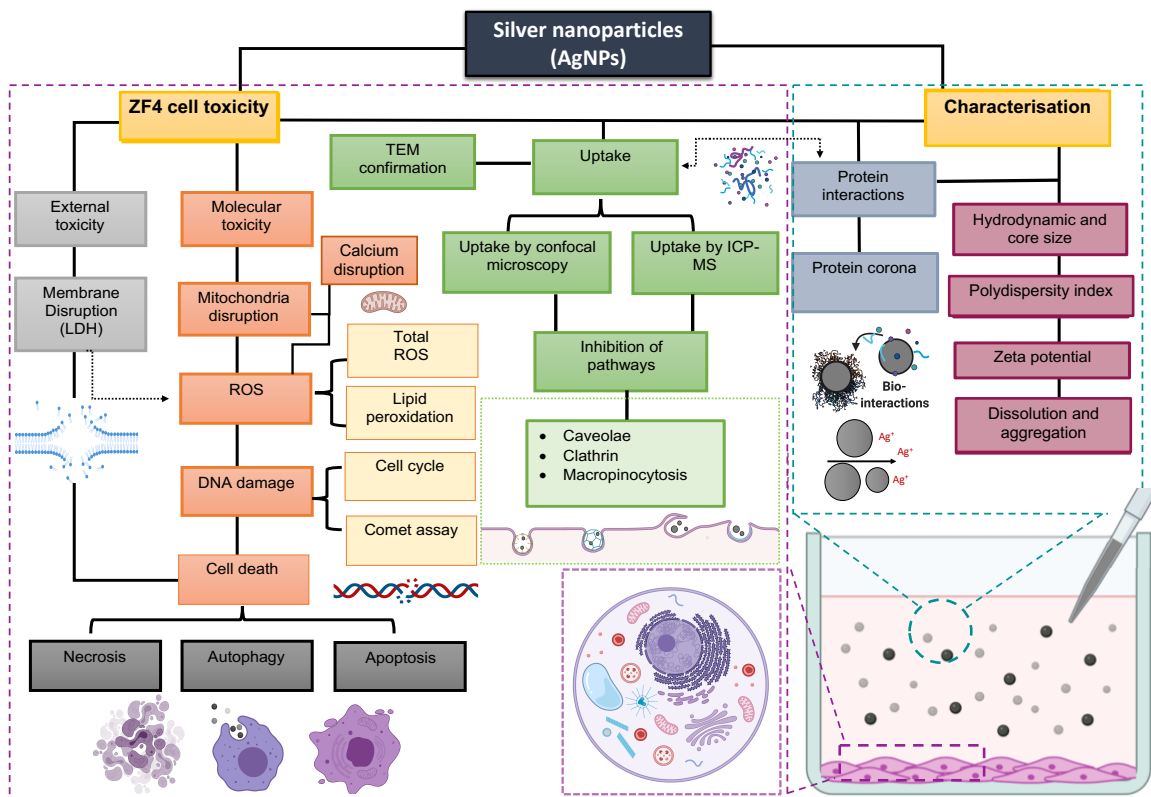 Silver nanoparticles
(AgNPs)
ZF4 cell toxicity
Characterisation
TEM
confirmation
Uptake
Protein
interactions
External
toxicity
Molecular
toxicity
Calcium
disruption
Uptake by confocal
microscopy
Uptake by ICP-
MS
Hydrodynamic and
core size
Protein corona
Membrane
Disruption
(LDH)
Mitochondria
disruption
Polydispersity index
Total
ROS
Inhibition of
pathways
Zeta potential
ROS
Lipid
peroxidation
Bio-
interactions
Dissolution and
aggregation
• Caveolae
• Clathrin
• Macropinocytosis
Ag⁺
Ag⁺
Ag⁺
DNA damage
Cell cycle
Comet assay
Cell death
Necrosis
Autophagy
Apoptosis